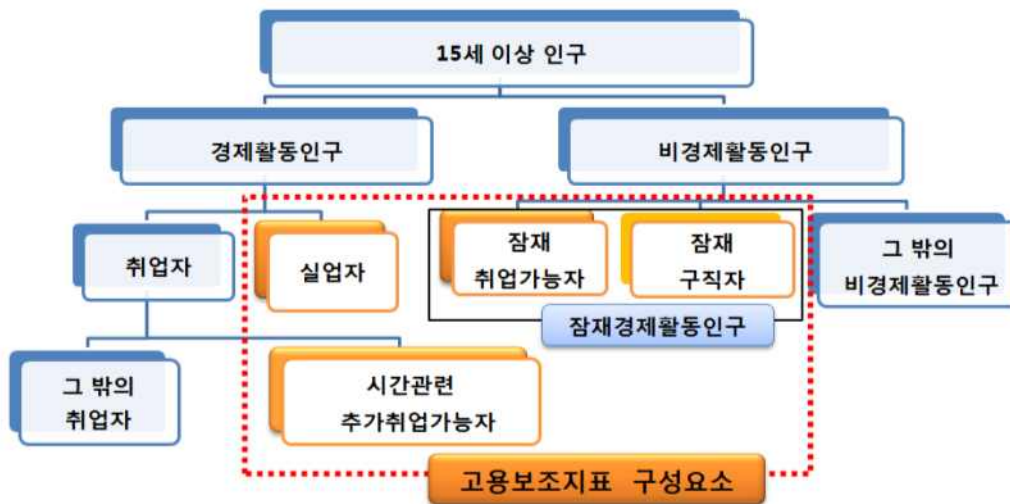 15세 이상 인구
경제활동인구
비경제활동인구
취업자
실업자
잠재
취업가능자
잠재
구직자
그 밖의
비경제활동인구
잠재경제활동인구
그 밖의
취업자
시간관련
추가취업가능자
고용보조지표 구성요소